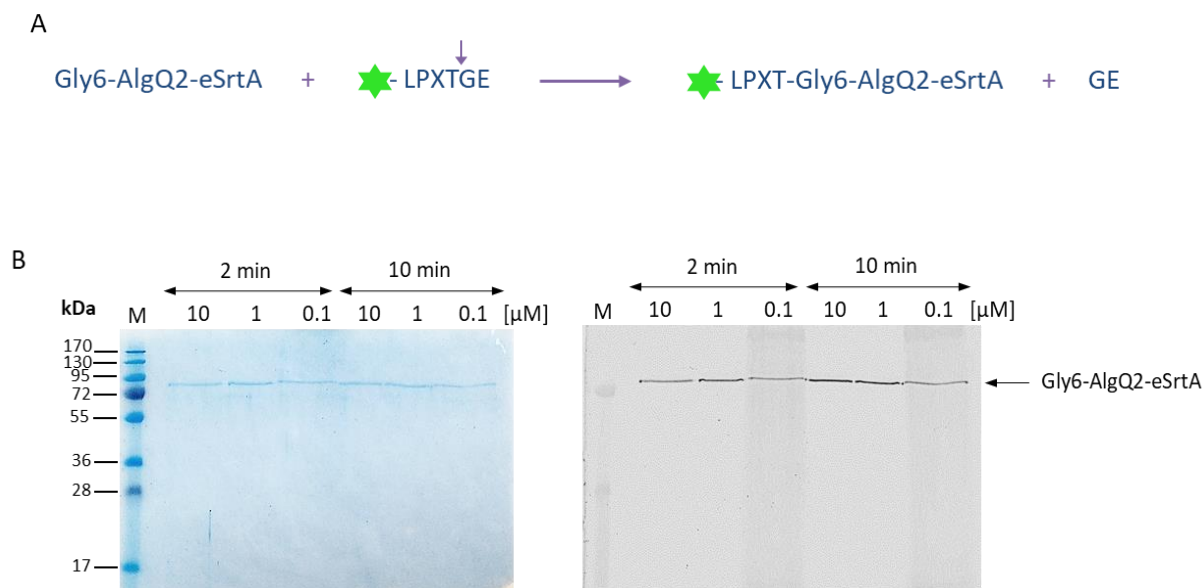 A
Gly6-AlgQ2-eSrtA + - LPXTGE - LPXT-Gly6-AlgQ2-eSrtA + GE
B
2 min 10 min
kDa M 10 1 0.1 10 1 0.1 [μM]
170
130
95
72
55
36
28
17
2 min 10 min
M 10 1 0.1 10 1 0.1 [μM]
Gly6-AlgQ2-eSrtA